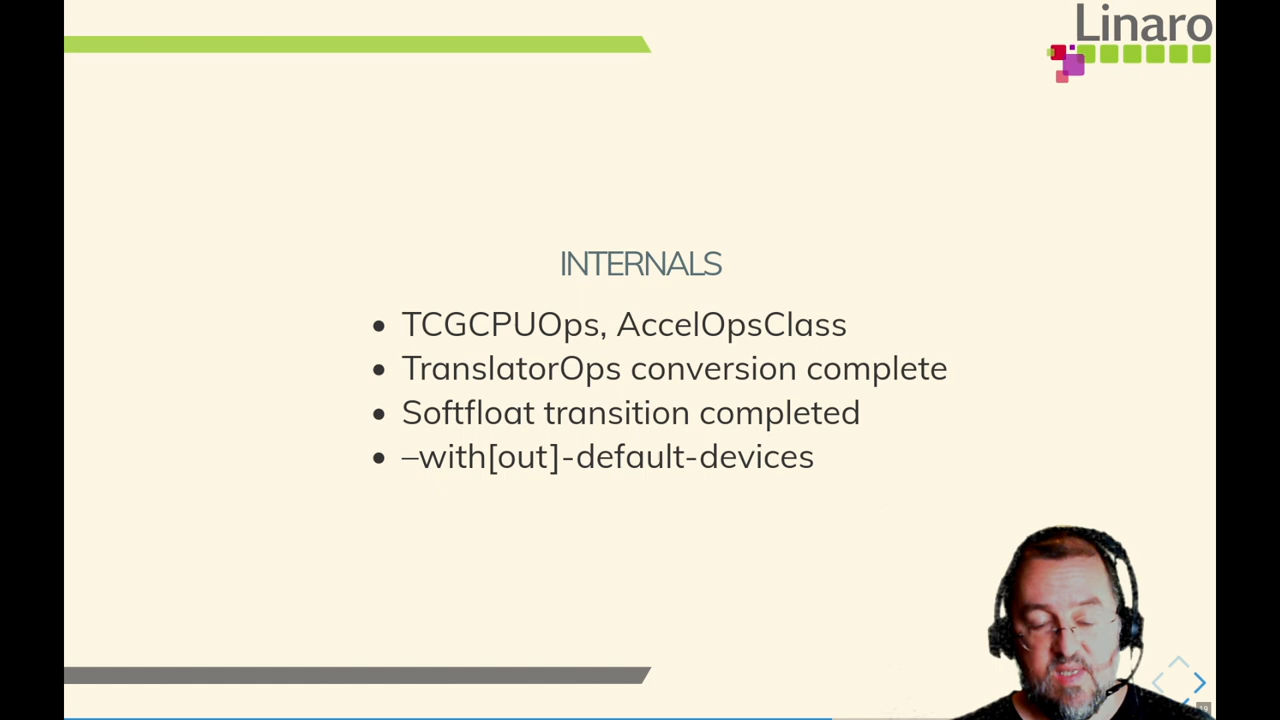 Linaro
INTERNALS
• TCGCPUOps, AccelOpsClass
• TranslatorOps conversion complete
• Softfloat transition completed
• –with[out]-default-devices